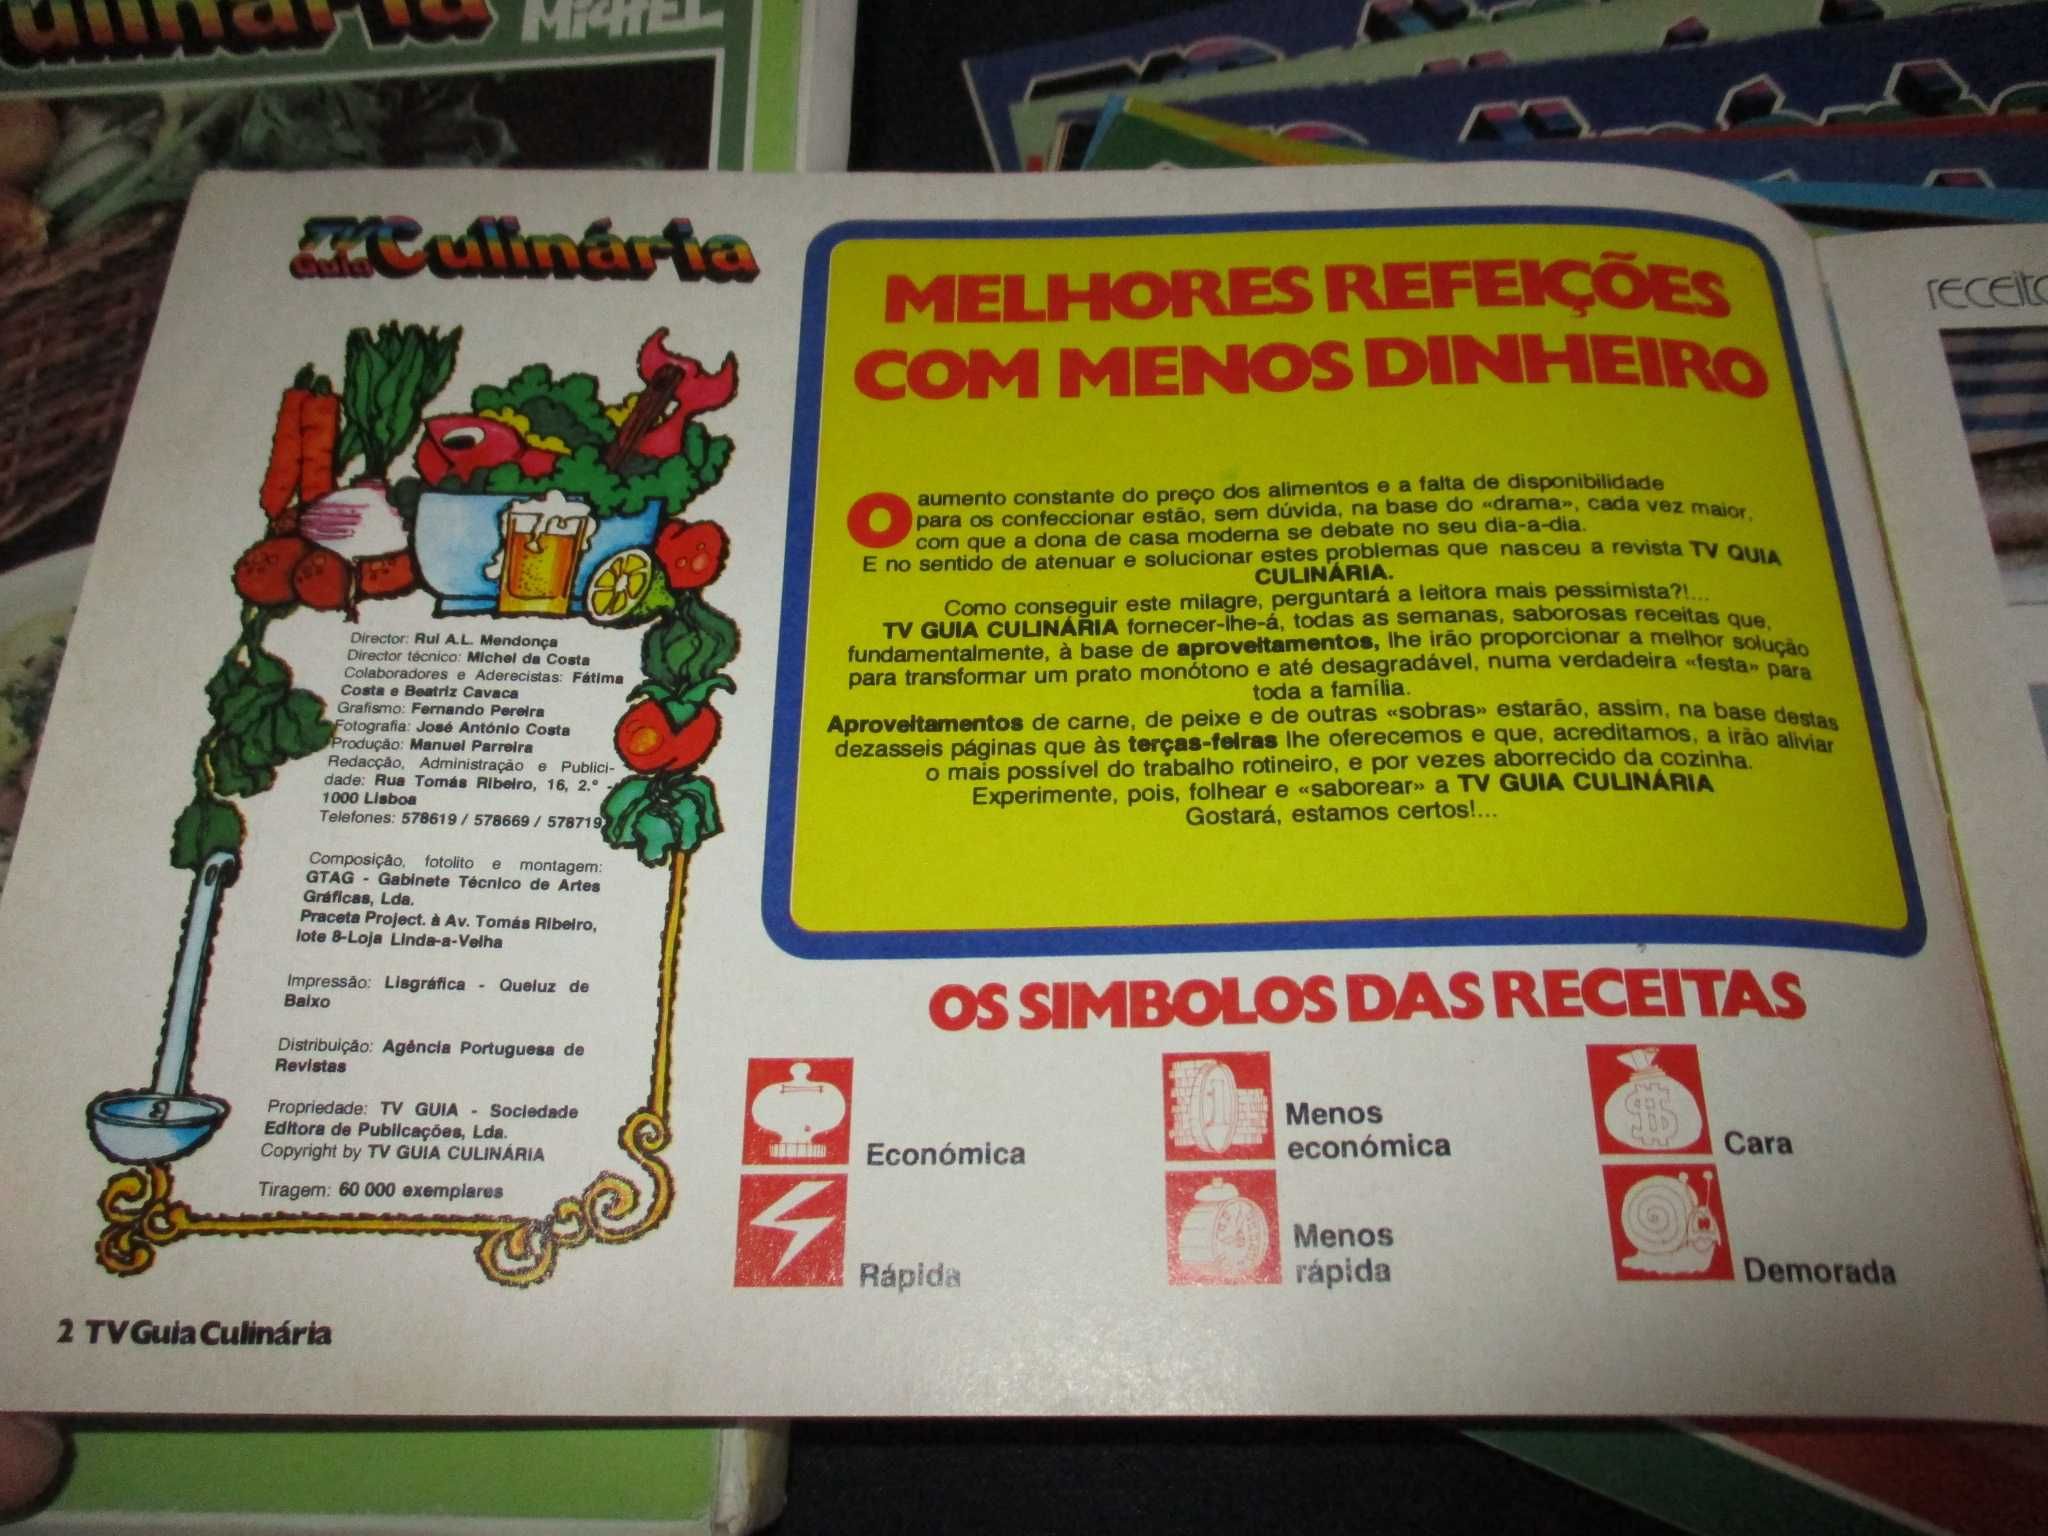 ulinária
MicHEL
TV Guia Culinária
MELHORES REFEIÇÕES
COM MENOS DINHEIRO
O aumento constante do preço dos alimentos e a falta de disponibilidade
para os confeccionar estão, sem dúvida, na base do «drama», cada vez maior,
com que a dona de casa moderna se debate no seu dia-a-dia.
E no sentido de atenuar e solucionar estes problemas que nasceu a revista TV GUIA
CULINÁRIA.
Como conseguir este milagre, perguntará a leitora mais pessimista?!...
TV GUIA CULINÁRIA fornecer-lhe-á, todas as semanas, saborosas receitas que,
fundamentalmente, à base de aproveitamentos, lhe irão proporcionar a melhor solução
para transformar um prato monótono e até desagradável, numa verdadeira «festa» para
toda a família.
Aproveitamentos de carne, de peixe e de outras «sobras» estarão, assim, na base destas
dezasseis páginas que às terças-feiras lhe oferecemos e que, acreditamos, a irão aliviar
o mais possível do trabalho rotineiro, e por vezes aborrecido da cozinha.
Experimente, pois, folhear e «saborear» a TV GUIA CULINÁRIA
Gostará, estamos certos!...
Director: Rui A.L. Mendonça
Director técnico: Michel da Costa
Colaboradores e Aderecistas: Fátima
Costa e Beatriz Cavaca
Grafismo: Fernando Pereira
Fotografia: José António Costa
Produção: Manuel Parreira
Redacção, Administração e Publici-
dade: Rua Tomás Ribeiro, 16, 2.º -
1000 Lisboa
Telefones: 578619 / 578669 / 578719
Composição, fotolito e montagem:
GTAG - Gabinete Técnico de Artes
Gráficas, Lda.
Praceta Project. à Av. Tomás Ribeiro,
lote 8-Loja Linda-a-Velha
Impressão: Lisgráfica - Queluz de
Baixo
Distribuição: Agência Portuguesa de
Revistas
Propriedade: TV GUIA - Sociedade
Editora de Publicações, Lda.
Copyright by TV GUIA CULINÁRIA
Tiragem: 60 000 exemplares
OS SIMBOLOS DAS RECEITAS
Económica
Menos
económica
Cara
Rápida
Menos
rápida
Demorada
2 TV Guia Culinária
receita